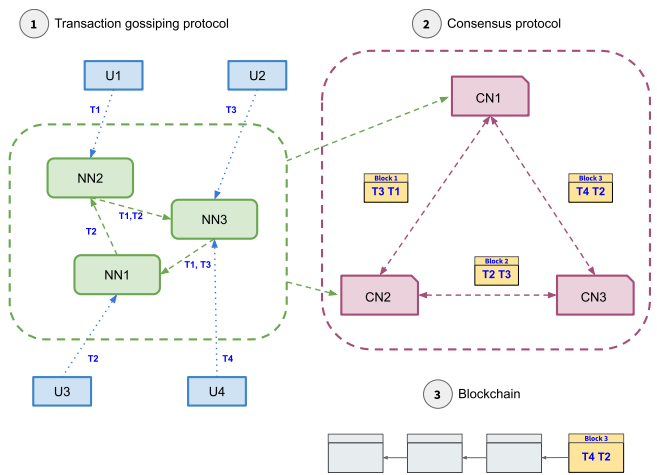 1 Transaction gossiping protocol
2 Consensus protocol
U1
U2
T1
T3
CN1
NN2
Block 1
T3 T1
Block 3
T4 T2
T1,T2
NN3
T2
T1, T3
NN1
Block 2
T2 T3
CN2
CN3
T2
T4
U3
U4
3 Blockchain
Block 3
T4 T2